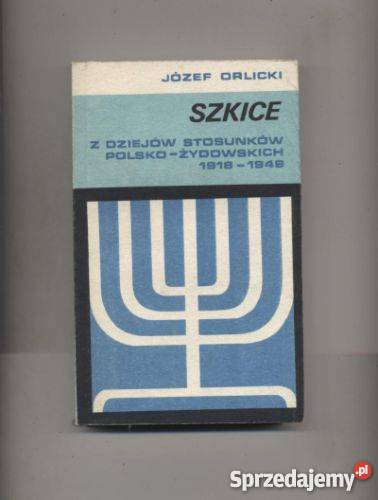 JÓZEF ORLICKI
SZKICE
Z DZIEJÓW STOSUNKÓW
POLSKO-ŻYDOWSKICH
1918-1949
Sprzedajemy.pl